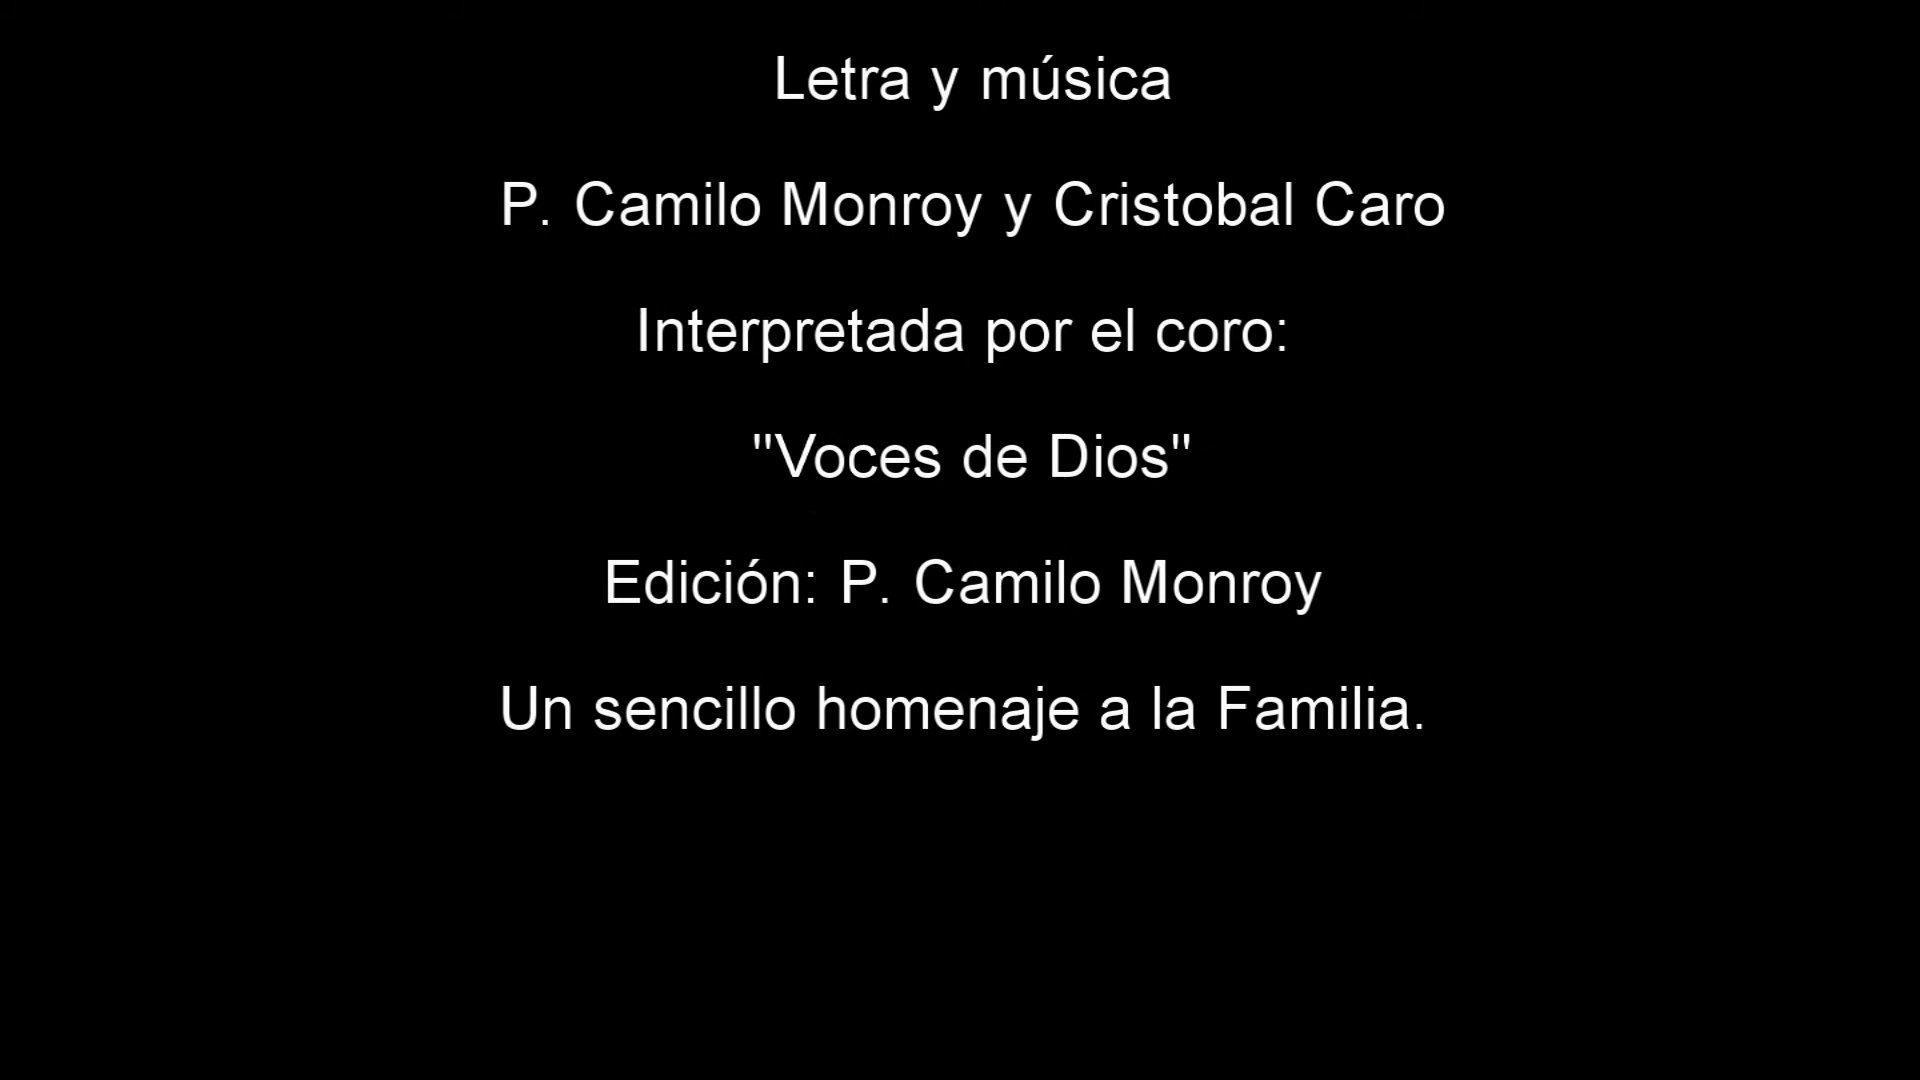 Letra y música
P. Camilo Monroy y Cristobal Caro
Interpretada por el coro:
"Voces de Dios"
Edición: P. Camilo Monroy
Un sencillo homenaje a la Familia.